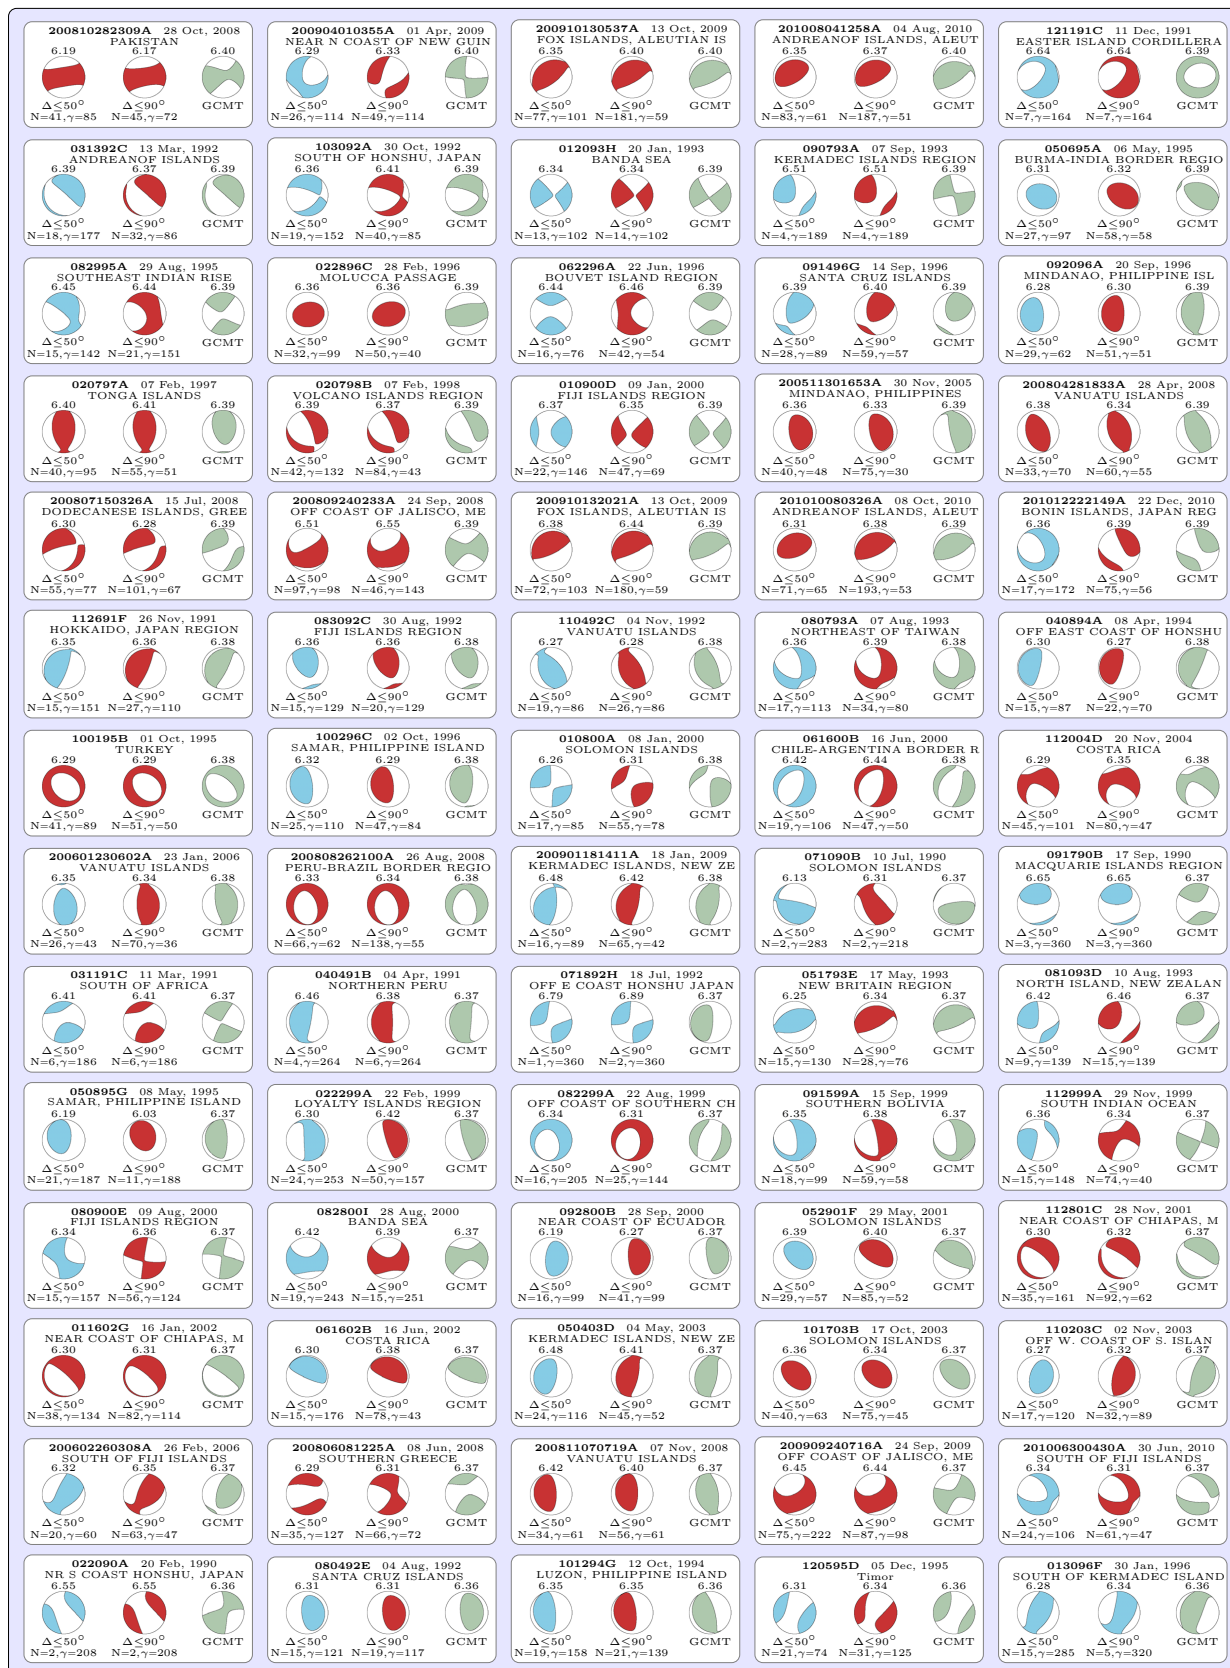 200810282309A 28 Oct, 2008
PAKISTAN
6.19 6.17 6.40
Δ≤50° Δ≤90° GCMT
N=41,γ=85 N=45,γ=72
200904010355A 01 Apr, 2009
NEAR N COAST OF NEW GUIN
6.29 6.33 6.40
Δ≤50° Δ≤90° GCMT
N=26,γ=114 N=49,γ=114
200910130537A 13 Oct, 2009
FOX ISLANDS, ALEUTIAN IS
6.35 6.40 6.40
Δ≤50° Δ≤90° GCMT
N=77,γ=101 N=181,γ=59
201008041258A 04 Aug, 2010
ANDREANOF ISLANDS, ALEUT
6.35 6.37 6.40
Δ≤50° Δ≤90° GCMT
N=83,γ=61 N=187,γ=51
121191C 11 Dec, 1991
EASTER ISLAND CORDILLERA
6.64 6.64 6.39
Δ≤50° Δ≤90° GCMT
N=7,γ=164 N=7,γ=164
031392C 13 Mar, 1992
ANDREANOF ISLANDS
6.39 6.37 6.39
Δ≤50° Δ≤90° GCMT
N=18,γ=177 N=32,γ=86
103092A 30 Oct, 1992
SOUTH OF HONSHU, JAPAN
6.36 6.41 6.39
Δ≤50° Δ≤90° GCMT
N=19,γ=152 N=40,γ=85
012093H 20 Jan, 1993
BANDA SEA
6.34 6.34 6.39
Δ≤50° Δ≤90° GCMT
N=13,γ=102 N=14,γ=102
090793A 07 Sep, 1993
KERMADEC ISLANDS REGION
6.51 6.51 6.39
Δ≤50° Δ≤90° GCMT
N=4,γ=189 N=4,γ=189
050695A 06 May, 1995
BURMA-INDIA BORDER REGIO
6.31 6.32 6.39
Δ≤50° Δ≤90° GCMT
N=27,γ=97 N=58,γ=58
082995A 29 Aug, 1995
SOUTHEAST INDIAN RISE
6.45 6.44 6.39
Δ≤50° Δ≤90° GCMT
N=15,γ=142 N=21,γ=151
022896C 28 Feb, 1996
MOLUCCA PASSAGE
6.36 6.36 6.39
Δ≤50° Δ≤90° GCMT
N=32,γ=99 N=50,γ=40
062296A 22 Jun, 1996
BOUVET ISLAND REGION
6.44 6.46 6.39
Δ≤50° Δ≤90° GCMT
N=16,γ=76 N=42,γ=54
091496G 14 Sep, 1996
SANTA CRUZ ISLANDS
6.39 6.40 6.39
Δ≤50° Δ≤90° GCMT
N=28,γ=89 N=59,γ=57
092096A 20 Sep, 1996
MINDANAO, PHILIPPINE ISL
6.28 6.30 6.39
Δ≤50° Δ≤90° GCMT
N=29,γ=62 N=51,γ=51
020797A 07 Feb, 1997
TONGA ISLANDS
6.40 6.41 6.39
Δ≤50° Δ≤90° GCMT
N=40,γ=95 N=55,γ=51
020798B 07 Feb, 1998
VOLCANO ISLANDS REGION
6.39 6.37 6.39
Δ≤50° Δ≤90° GCMT
N=42,γ=132 N=84,γ=43
010900D 09 Jan, 2000
FIJI ISLANDS REGION
6.37 6.35 6.39
Δ≤50° Δ≤90° GCMT
N=22,γ=146 N=47,γ=69
200511301653A 30 Nov, 2005
MINDANAO, PHILIPPINES
6.36 6.33 6.39
Δ≤50° Δ≤90° GCMT
N=40,γ=48 N=75,γ=30
200804281833A 28 Apr, 2008
VANUATU ISLANDS
6.38 6.34 6.39
Δ≤50° Δ≤90° GCMT
N=33,γ=70 N=60,γ=55
200807150326A 15 Jul, 2008
DODECANESE ISLANDS, GREE
6.30 6.28 6.39
Δ≤50° Δ≤90° GCMT
N=55,γ=77 N=101,γ=67
200809240233A 24 Sep, 2008
OFF COAST OF JALISCO, ME
6.51 6.55 6.39
Δ≤50° Δ≤90° GCMT
N=97,γ=98 N=46,γ=143
200910132021A 13 Oct, 2009
FOX ISLANDS, ALEUTIAN IS
6.38 6.44 6.39
Δ≤50° Δ≤90° GCMT
N=72,γ=103 N=180,γ=59
201010080326A 08 Oct, 2010
ANDREANOF ISLANDS, ALEUT
6.31 6.38 6.39
Δ≤50° Δ≤90° GCMT
N=71,γ=65 N=193,γ=53
201012222149A 22 Dec, 2010
BONIN ISLANDS, JAPAN REG
6.36 6.39 6.39
Δ≤50° Δ≤90° GCMT
N=17,γ=172 N=75,γ=56
112691F 26 Nov, 1991
HOKKAIDO, JAPAN REGION
6.35 6.36 6.38
Δ≤50° Δ≤90° GCMT
N=15,γ=151 N=27,γ=110
083092C 30 Aug, 1992
FIJI ISLANDS REGION
6.36 6.36 6.38
Δ≤50° Δ≤90° GCMT
N=15,γ=129 N=20,γ=129
110492C 04 Nov, 1992
VANUATU ISLANDS
6.27 6.28 6.38
Δ≤50° Δ≤90° GCMT
N=19,γ=86 N=26,γ=86
080793A 07 Aug, 1993
NORTHEAST OF TAIWAN
6.36 6.39 6.38
Δ≤50° Δ≤90° GCMT
N=17,γ=113 N=34,γ=80
040894A 08 Apr, 1994
OFF EAST COAST OF HONSHU
6.30 6.27 6.38
Δ≤50° Δ≤90° GCMT
N=15,γ=87 N=22,γ=70
100195B 01 Oct, 1995
TURKEY
6.29 6.29 6.38
Δ≤50° Δ≤90° GCMT
N=41,γ=89 N=51,γ=50
100296C 02 Oct, 1996
SAMAR, PHILIPPINE ISLAND
6.32 6.29 6.38
Δ≤50° Δ≤90° GCMT
N=25,γ=110 N=47,γ=84
010800A 08 Jan, 2000
SOLOMON ISLANDS
6.26 6.31 6.38
Δ≤50° Δ≤90° GCMT
N=17,γ=85 N=55,γ=78
061600B 16 Jun, 2000
CHILE-ARGENTINA BORDER R
6.42 6.44 6.38
Δ≤50° Δ≤90° GCMT
N=19,γ=106 N=47,γ=50
112004D 20 Nov, 2004
COSTA RICA
6.29 6.35 6.38
Δ≤50° Δ≤90° GCMT
N=45,γ=101 N=80,γ=47
200601230602A 23 Jan, 2006
VANUATU ISLANDS
6.35 6.34 6.38
Δ≤50° Δ≤90° GCMT
N=26,γ=43 N=70,γ=36
200808262100A 26 Aug, 2008
PERU-BRAZIL BORDER REGIO
6.33 6.34 6.38
Δ≤50° Δ≤90° GCMT
N=66,γ=62 N=138,γ=55
200901181411A 18 Jan, 2009
KERMADEC ISLANDS, NEW ZE
6.48 6.42 6.38
Δ≤50° Δ≤90° GCMT
N=16,γ=89 N=65,γ=42
071090B 10 Jul, 1990
SOLOMON ISLANDS
6.13 6.31 6.37
Δ≤50° Δ≤90° GCMT
N=2,γ=283 N=2,γ=218
091790B 17 Sep, 1990
MACQUARIE ISLANDS REGION
6.65 6.65 6.37
Δ≤50° Δ≤90° GCMT
N=3,γ=360 N=3,γ=360
031191C 11 Mar, 1991
SOUTH OF AFRICA
6.41 6.41 6.37
Δ≤50° Δ≤90° GCMT
N=6,γ=186 N=6,γ=186
040491B 04 Apr, 1991
NORTHERN PERU
6.46 6.38 6.37
Δ≤50° Δ≤90° GCMT
N=4,γ=264 N=6,γ=264
071892H 18 Jul, 1992
OFF E COAST HONSHU JAPAN
6.79 6.89 6.37
Δ≤50° Δ≤90° GCMT
N=1,γ=360 N=2,γ=360
051793E 17 May, 1993
NEW BRITAIN REGION
6.25 6.34 6.37
Δ≤50° Δ≤90° GCMT
N=15,γ=130 N=28,γ=76
081093D 10 Aug, 1993
NORTH ISLAND, NEW ZEALAN
6.42 6.46 6.37
Δ≤50° Δ≤90° GCMT
N=9,γ=139 N=15,γ=139
050895G 08 May, 1995
SAMAR, PHILIPPINE ISLAND
6.19 6.03 6.37
Δ≤50° Δ≤90° GCMT
N=21,γ=187 N=11,γ=188
022299A 22 Feb, 1999
LOYALTY ISLANDS REGION
6.30 6.42 6.37
Δ≤50° Δ≤90° GCMT
N=24,γ=253 N=50,γ=157
082299A 22 Aug, 1999
OFF COAST OF SOUTHERN CH
6.34 6.31 6.37
Δ≤50° Δ≤90° GCMT
N=16,γ=205 N=25,γ=144
091599A 15 Sep, 1999
SOUTHERN BOLIVIA
6.35 6.38 6.37
Δ≤50° Δ≤90° GCMT
N=18,γ=99 N=59,γ=58
112999A 29 Nov, 1999
SOUTH INDIAN OCEAN
6.36 6.34 6.37
Δ≤50° Δ≤90° GCMT
N=15,γ=148 N=74,γ=40
080900E 09 Aug, 2000
FIJI ISLANDS REGION
6.34 6.36 6.37
Δ≤50° Δ≤90° GCMT
N=15,γ=157 N=56,γ=124
082800I 28 Aug, 2000
BANDA SEA
6.42 6.39 6.37
Δ≤50° Δ≤90° GCMT
N=19,γ=243 N=15,γ=251
092800B 28 Sep, 2000
NEAR COAST OF ECUADOR
6.19 6.27 6.37
Δ≤50° Δ≤90° GCMT
N=16,γ=99 N=41,γ=99
052901F 29 May, 2001
SOLOMON ISLANDS
6.39 6.40 6.37
Δ≤50° Δ≤90° GCMT
N=29,γ=57 N=85,γ=52
112801C 28 Nov, 2001
NEAR COAST OF CHIAPAS, M
6.30 6.32 6.37
Δ≤50° Δ≤90° GCMT
N=35,γ=161 N=92,γ=62
011602G 16 Jan, 2002
NEAR COAST OF CHIAPAS, M
6.30 6.31 6.37
Δ≤50° Δ≤90° GCMT
N=38,γ=134 N=82,γ=114
061602B 16 Jun, 2002
COSTA RICA
6.30 6.38 6.37
Δ≤50° Δ≤90° GCMT
N=15,γ=176 N=78,γ=43
050403D 04 May, 2003
KERMADEC ISLANDS, NEW ZE
6.48 6.41 6.37
Δ≤50° Δ≤90° GCMT
N=24,γ=116 N=45,γ=52
101703B 17 Oct, 2003
SOLOMON ISLANDS
6.36 6.34 6.37
Δ≤50° Δ≤90° GCMT
N=40,γ=63 N=75,γ=45
110203C 02 Nov, 2003
OFF W. COAST OF S. ISLAN
6.27 6.32 6.37
Δ≤50° Δ≤90° GCMT
N=17,γ=120 N=32,γ=89
200602260308A 26 Feb, 2006
SOUTH OF FIJI ISLANDS
6.32 6.35 6.37
Δ≤50° Δ≤90° GCMT
N=20,γ=60 N=63,γ=47
200806081225A 08 Jun, 2008
SOUTHERN GREECE
6.29 6.31 6.37
Δ≤50° Δ≤90° GCMT
N=35,γ=127 N=66,γ=72
200811070719A 07 Nov, 2008
VANUATU ISLANDS
6.42 6.40 6.37
Δ≤50° Δ≤90° GCMT
N=34,γ=61 N=56,γ=61
200909240716A 24 Sep, 2009
OFF COAST OF JALISCO, ME
6.45 6.44 6.37
Δ≤50° Δ≤90° GCMT
N=75,γ=222 N=87,γ=98
201006300430A 30 Jun, 2010
SOUTH OF FIJI ISLANDS
6.34 6.31 6.37
Δ≤50° Δ≤90° GCMT
N=24,γ=106 N=61,γ=47
022090A 20 Feb, 1990
NR S COAST HONSHU, JAPAN
6.55 6.55 6.36
Δ≤50° Δ≤90° GCMT
N=2,γ=208 N=2,γ=208
080492E 04 Aug, 1992
SANTA CRUZ ISLANDS
6.31 6.31 6.36
Δ≤50° Δ≤90° GCMT
N=15,γ=121 N=19,γ=117
101294G 12 Oct, 1994
LUZON, PHILIPPINE ISLAND
6.35 6.35 6.36
Δ≤50° Δ≤90° GCMT
N=19,γ=158 N=21,γ=139
120595D 05 Dec, 1995
Timor
6.31 6.34 6.36
Δ≤50° Δ≤90° GCMT
N=21,γ=74 N=31,γ=125
013096F 30 Jan, 1996
SOUTH OF KERMADEC ISLAND
6.28 6.34 6.36
Δ≤50° Δ≤90° GCMT
N=15,γ=285 N=5,γ=320